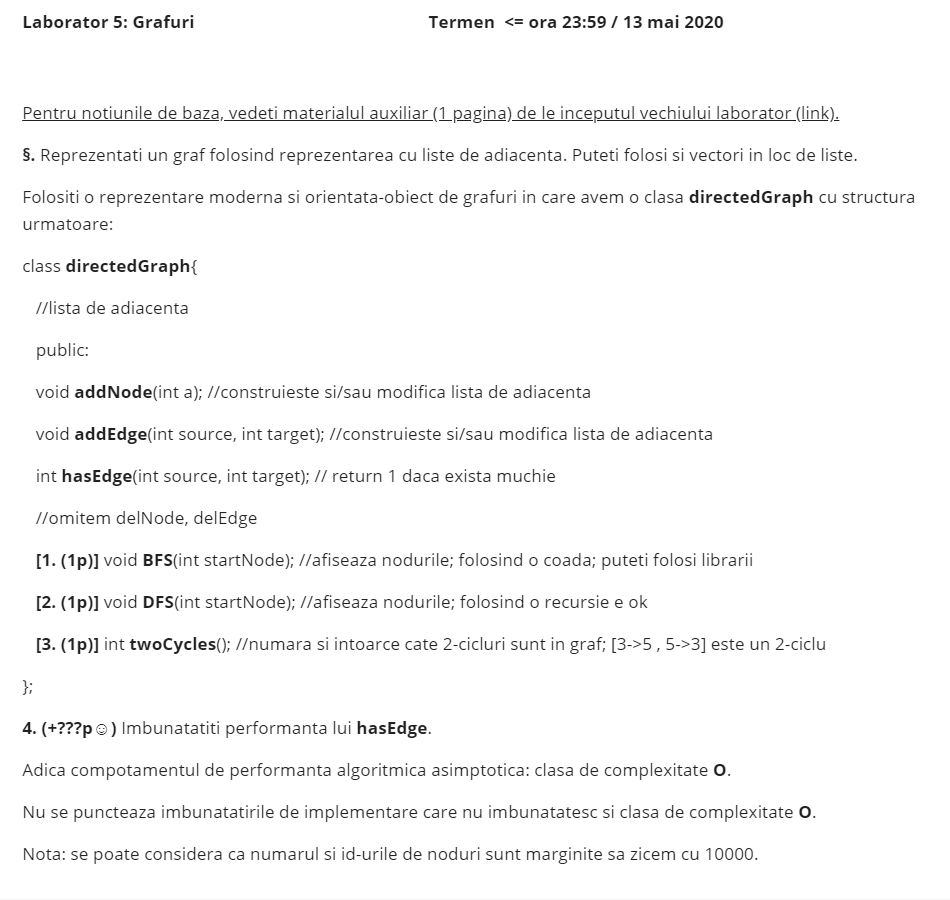 Laborator 5: Grafuri Termen <= ora 23:59 / 13 mai 2020
Pentru notiunile de baza, vedeti materialul auxiliar (1 pagina) de le inceputul vechiului laborator (link).
§. Reprezentati un graf folosind reprezentarea cu liste de adiacenta. Puteti folosi si vectori in loc de liste.
Folositi o reprezentare moderna si orientata-obiect de grafuri in care avem o clasa directedGraph cu structura
urmatoare:
class directedGraph{
//lista de adiacenta
public:
void addNode(int a); //construieste si/sau modifica lista de adiacenta
void addEdge(int source, int target); //construieste si/sau modifica lista de adiacenta
int hasEdge(int source, int target); // return 1 daca exista muchie
//omitem delNode, delEdge
[1. (1p)] void BFS(int startNode); //afiseaza nodurile; folosind o coada; puteti folosi librarii
[2. (1p)] void DFS(int startNode); //afiseaza nodurile; folosind o recursie e ok
[3. (1p)] int twoCycles(); //numara si intoarce cate 2-cicluri sunt in graf; [3->5 , 5->3] este un 2-ciclu
};
4. (+???p☺) Imbunatatiti performanta lui hasEdge.
Adica compotamentul de performanta algoritmica asimptotica: clasa de complexitate O.
Nu se puncteaza imbunatatirile de implementare care nu imbunatatesc si clasa de complexitate O.
Nota: se poate considera ca numarul si id-urile de noduri sunt marginite sa zicem cu 10000.